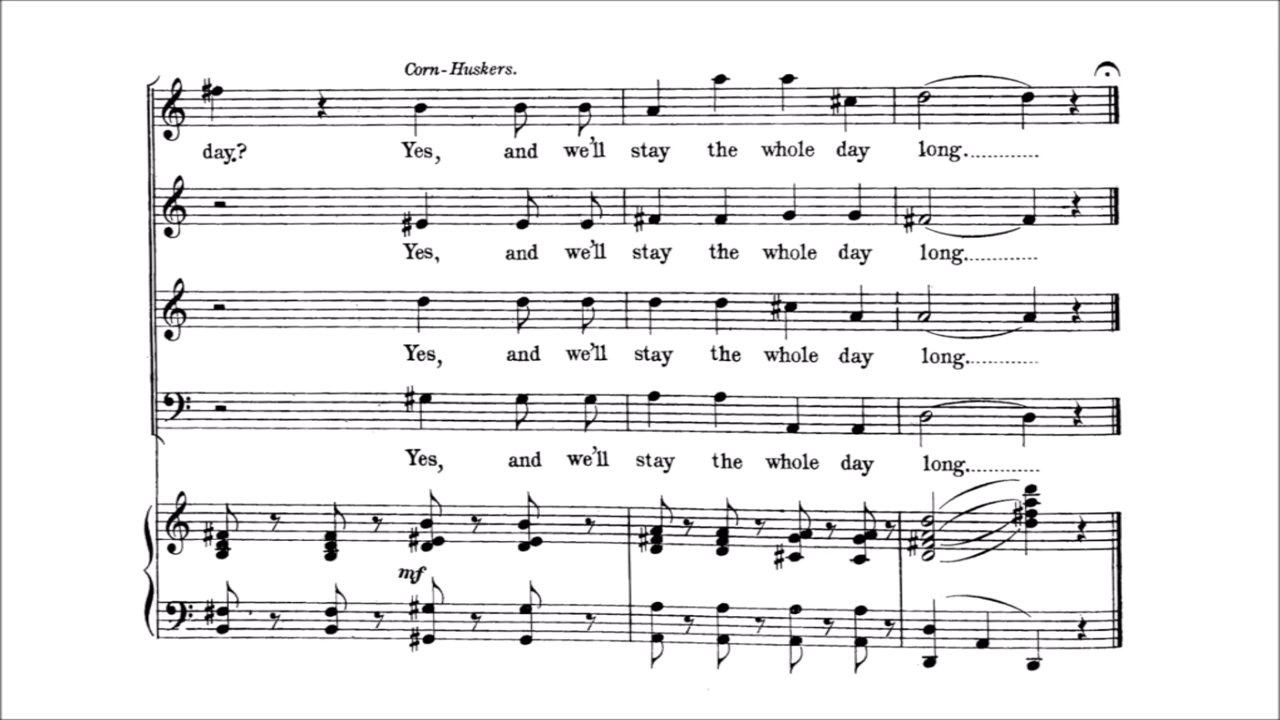 Corn-Huskers.
day.? Yes, and we'll stay the whole day long...........
Yes, and we'll stay the whole day long...........
Yes, and we'll stay the whole day long...........
Yes, and we'll stay the whole day long...........
mf